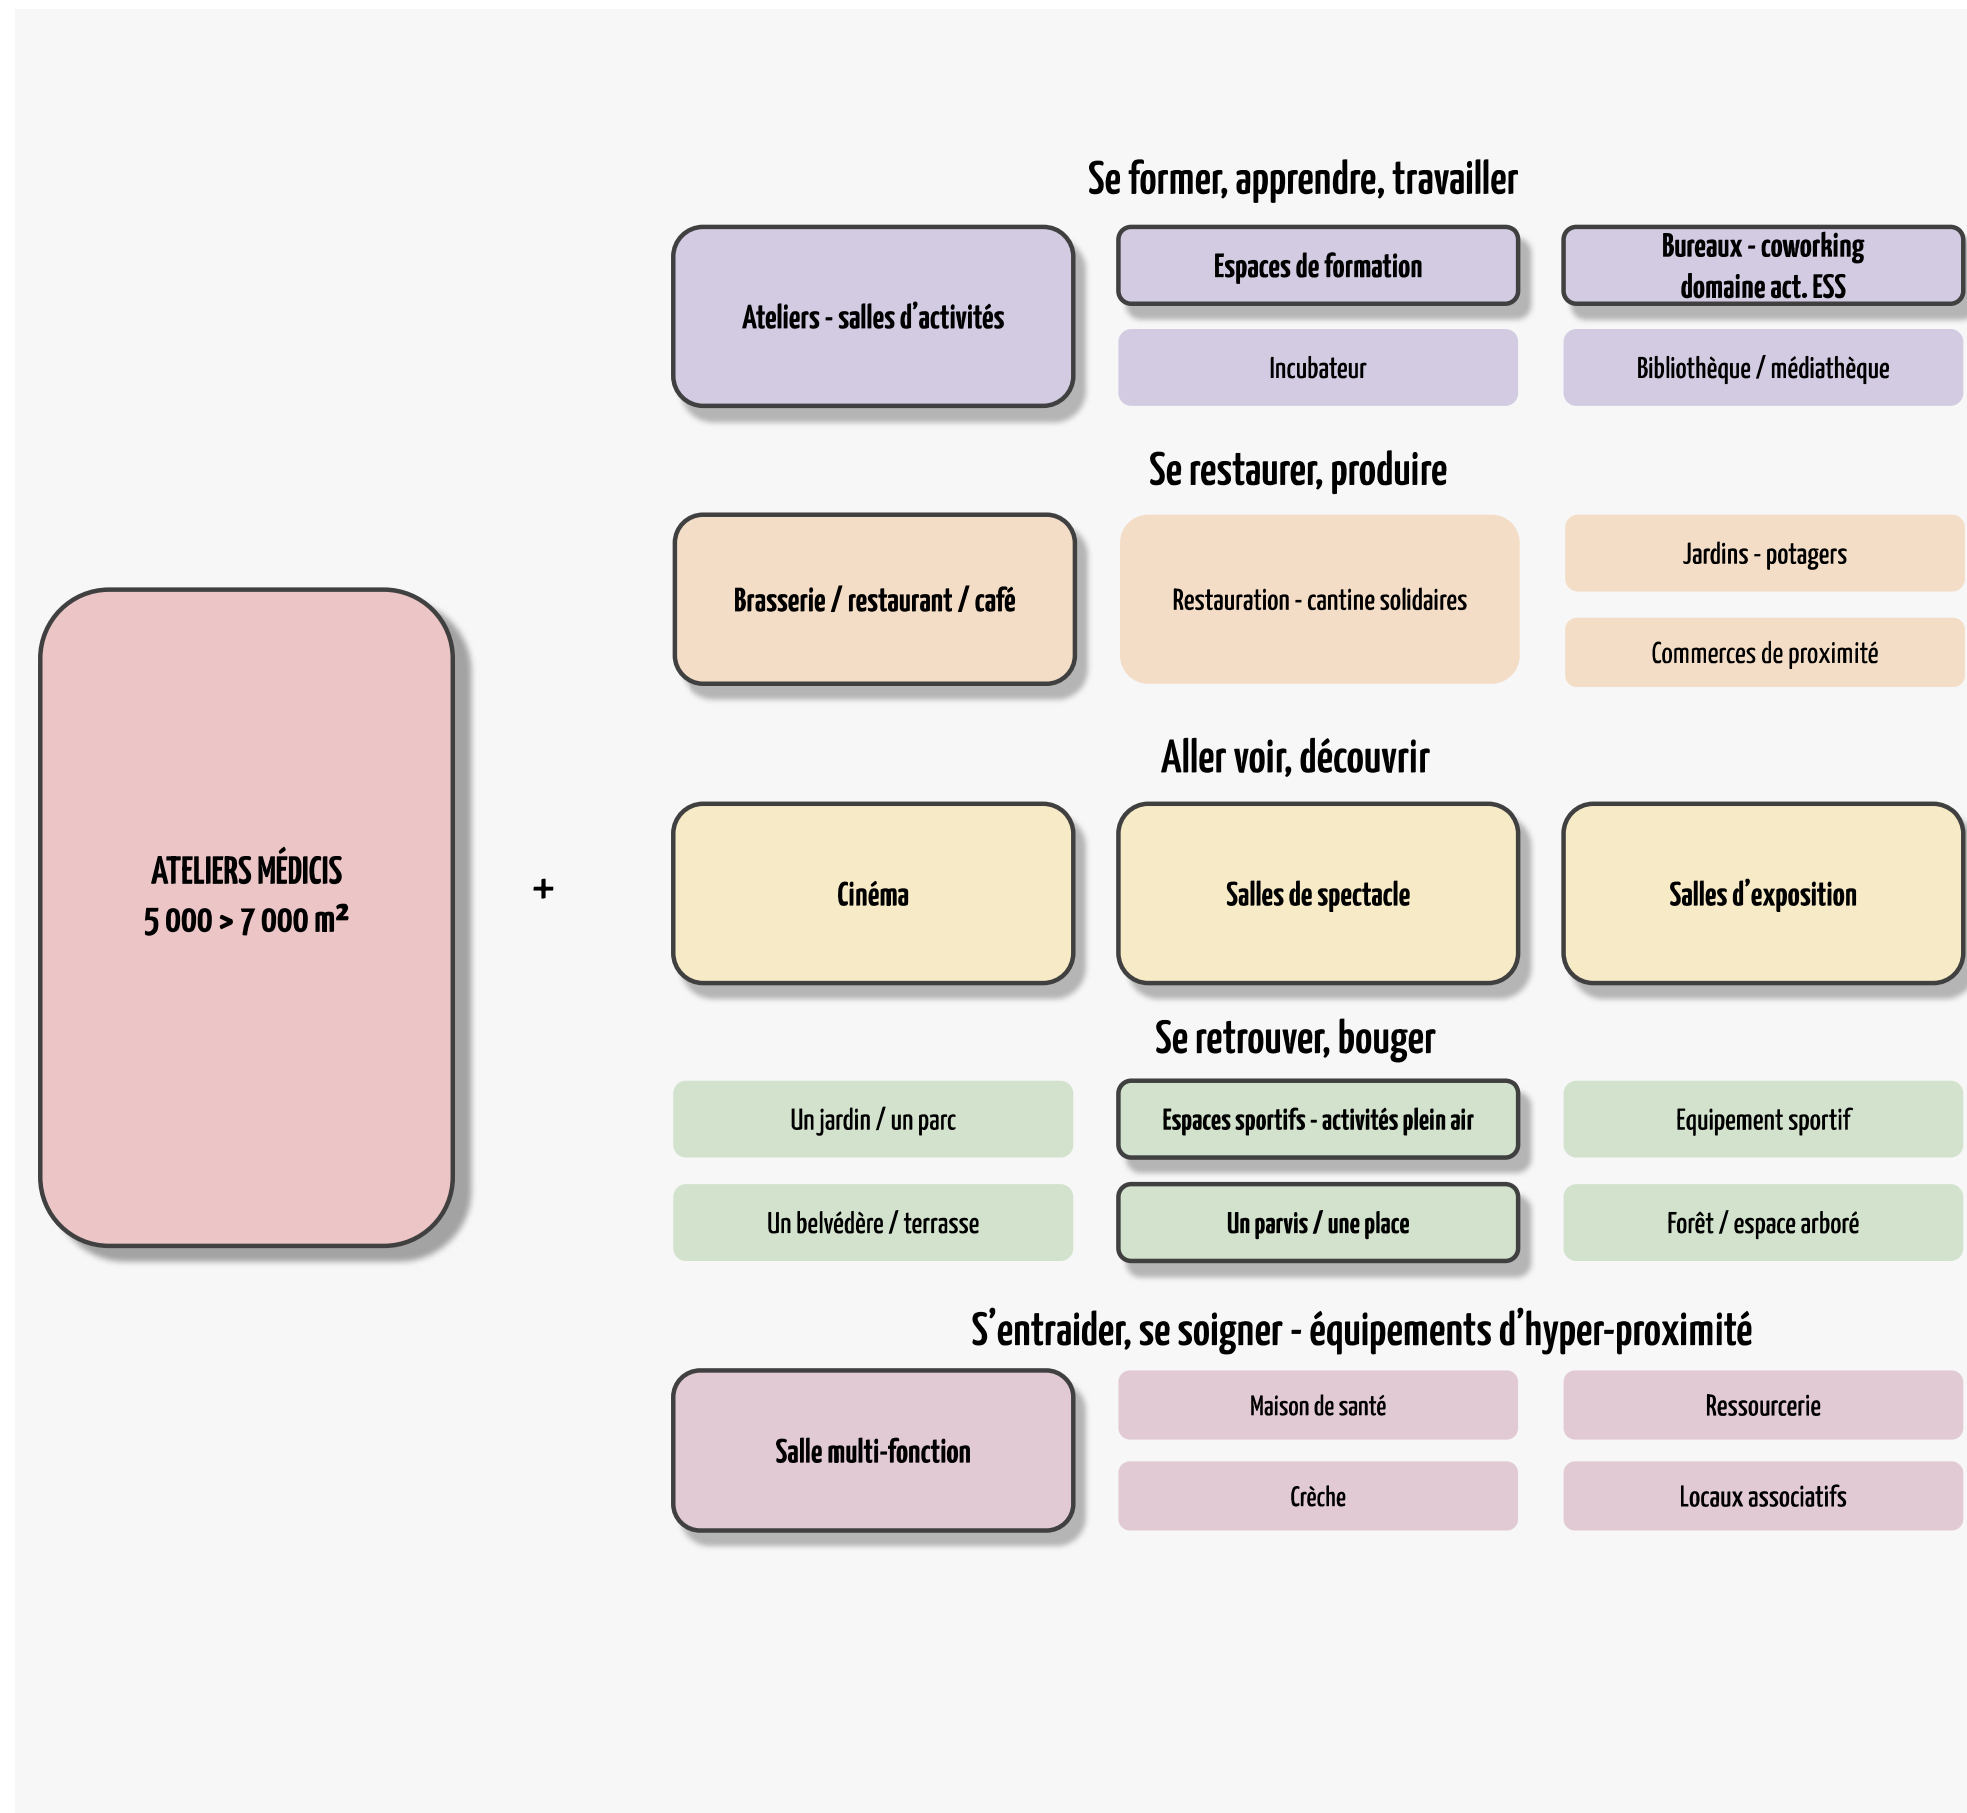 ATELIERS MÉDICIS
5 000 > 7 000 m²
+
Se former, apprendre, travailler
Ateliers - salles d’activités
Espaces de formation
Bureaux - coworking
domaine act. ESS
Incubateur
Bibliothèque / médiathèque
Se restaurer, produire
Brasserie / restaurant / café
Restauration - cantine solidaires
Jardins - potagers
Commerces de proximité
Aller voir, découvrir
Cinéma
Salles de spectacle
Salles d’exposition
Se retrouver, bouger
Un jardin / un parc
Espaces sportifs - activités plein air
Equipement sportif
Un belvédère / terrasse
Un parvis / une place
Forêt / espace arboré
S’entraider, se soigner - équipements d’hyper-proximité
Salle multi-fonction
Maison de santé
Ressourcerie
Crèche
Locaux associatifs